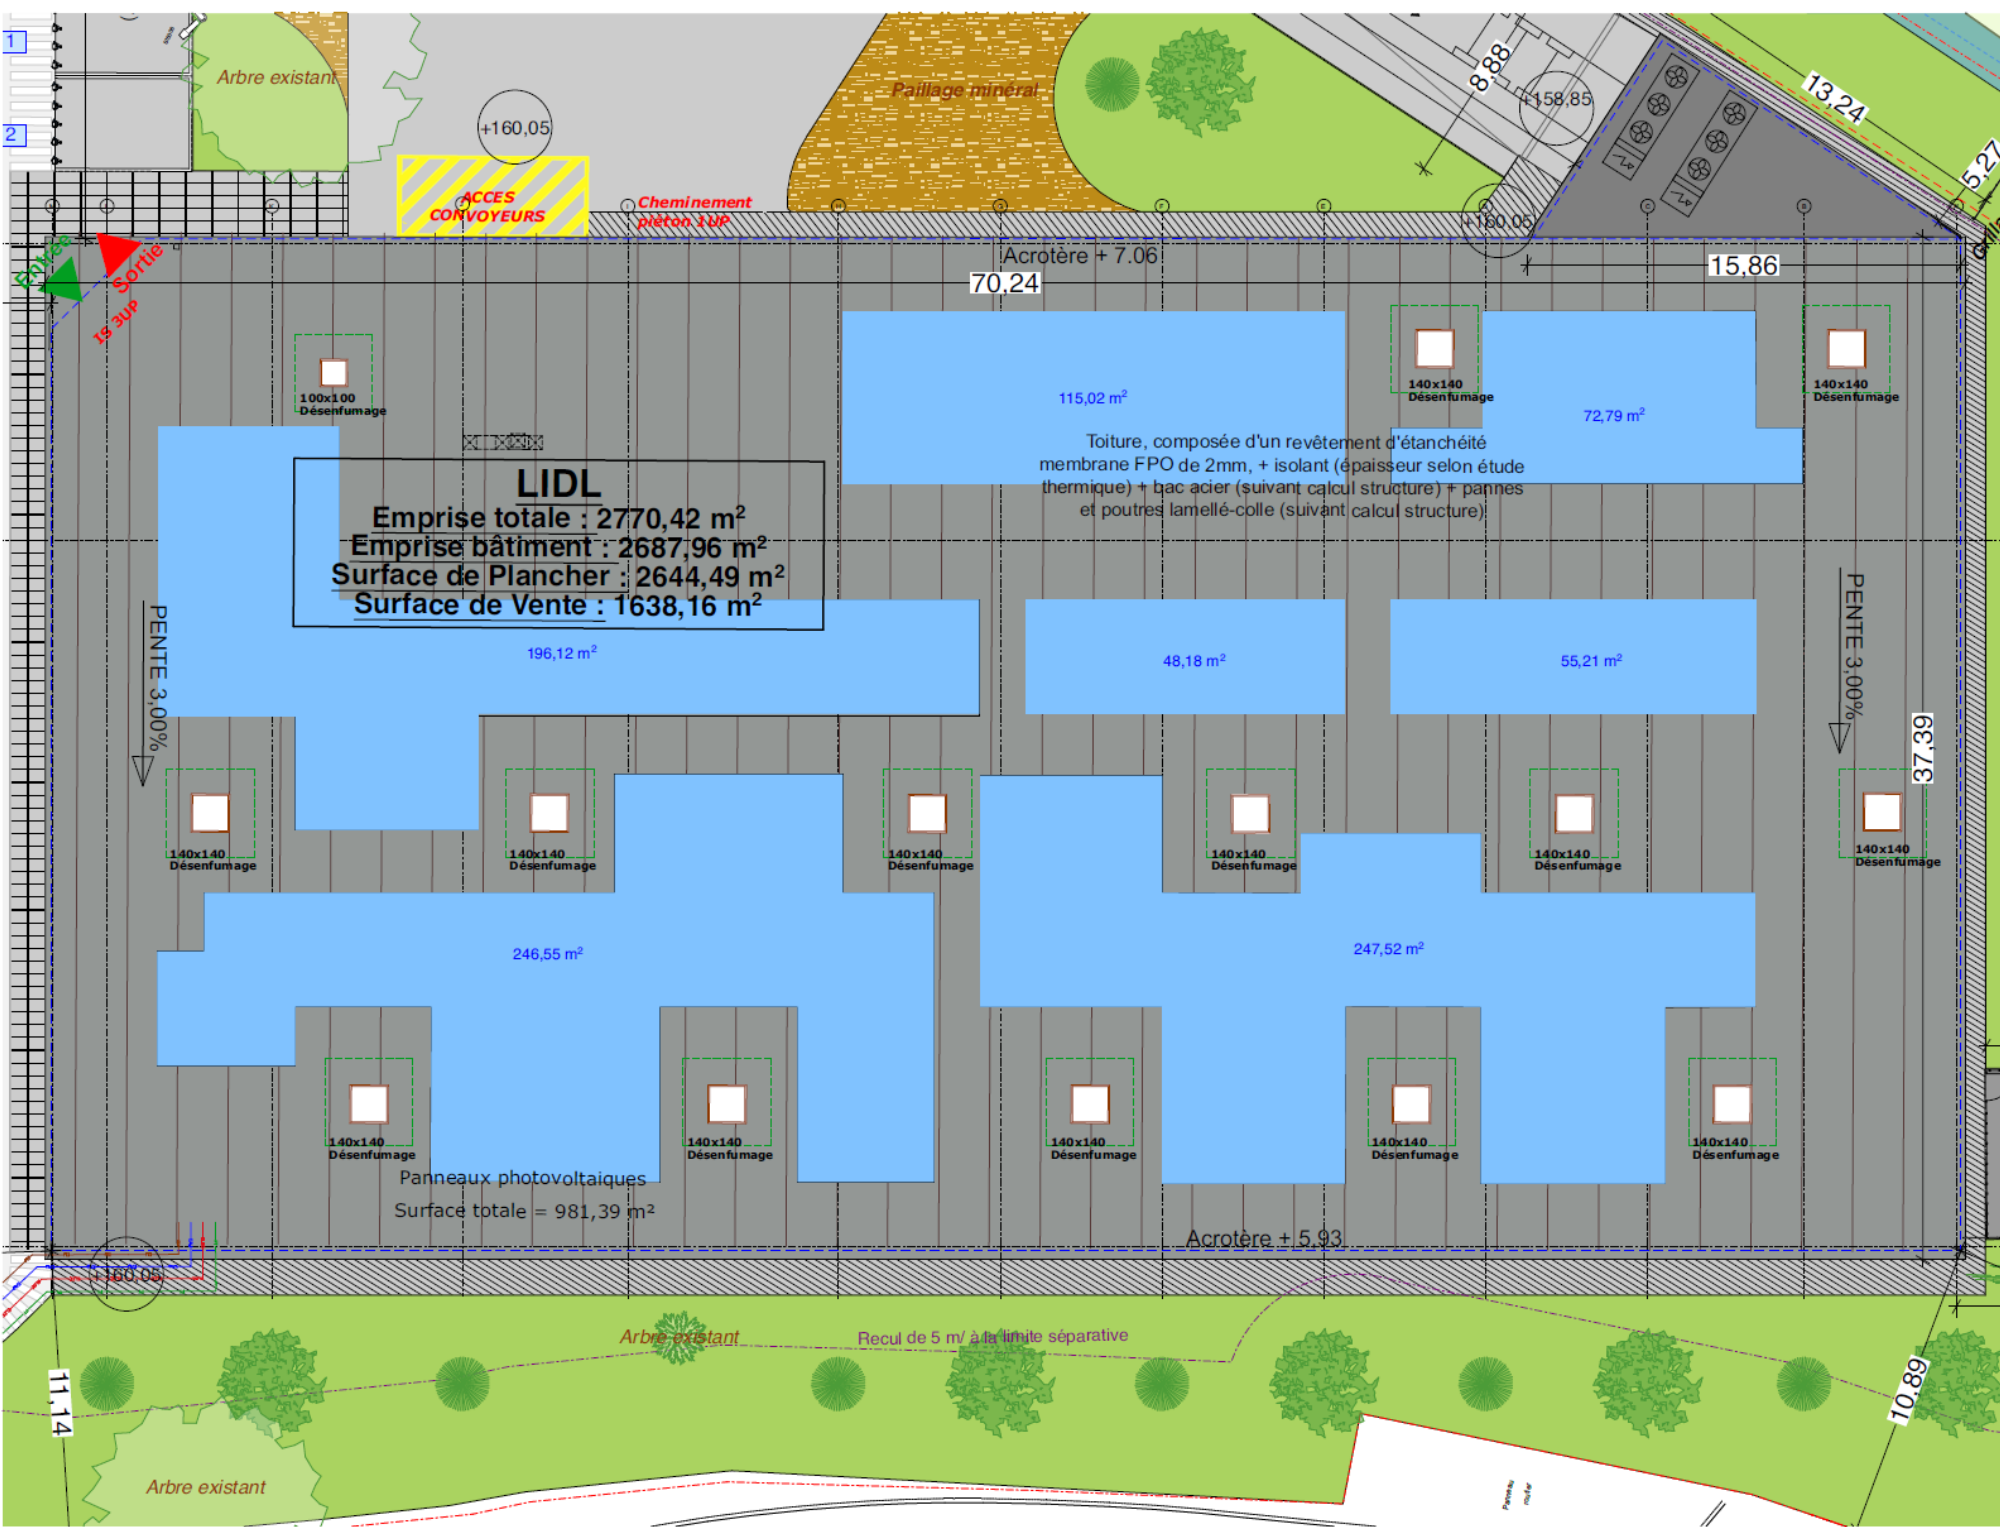 1
2
Arbre existant
+160,05
Paillage minéral
8,88
+158,85
13,24
5,27
ACCES
CONVOYEURS
Cheminement
piéton 1UP
+160,05
Entrée
Sortie
IS 3UP
Acrotère + 7.06
70,24
15,86
100x100
Désenfumage
140x140
Désenfumage
140x140
Désenfumage
115,02 m²
72,79 m²
Toiture, composée d'un revêtement d'étanchéité
membrane FPO de 2mm, + isolant (épaisseur selon étude
thermique) + bac acier (suivant calcul structure) + pannes
et poutres lamellé-colle (suivant calcul structure)
LIDL
Emprise totale : 2770,42 m²
Emprise bâtiment : 2687,96 m²
Surface de Plancher : 2644,49 m²
Surface de Vente : 1638,16 m²
PENTE 3,00%
PENTE 3,00%
196,12 m²
48,18 m²
55,21 m²
37,39
140x140
Désenfumage
140x140
Désenfumage
140x140
Désenfumage
140x140
Désenfumage
140x140
Désenfumage
140x140
Désenfumage
246,55 m²
247,52 m²
140x140
Désenfumage
140x140
Désenfumage
140x140
Désenfumage
140x140
Désenfumage
140x140
Désenfumage
Panneaux photovoltaiques
Surface totale = 981,39 m²
Acrotère + 5,93
+160,05
Arbre existant
Recul de 5 m/ à la limite séparative
11,14
10,89
Arbre existant
Panneau